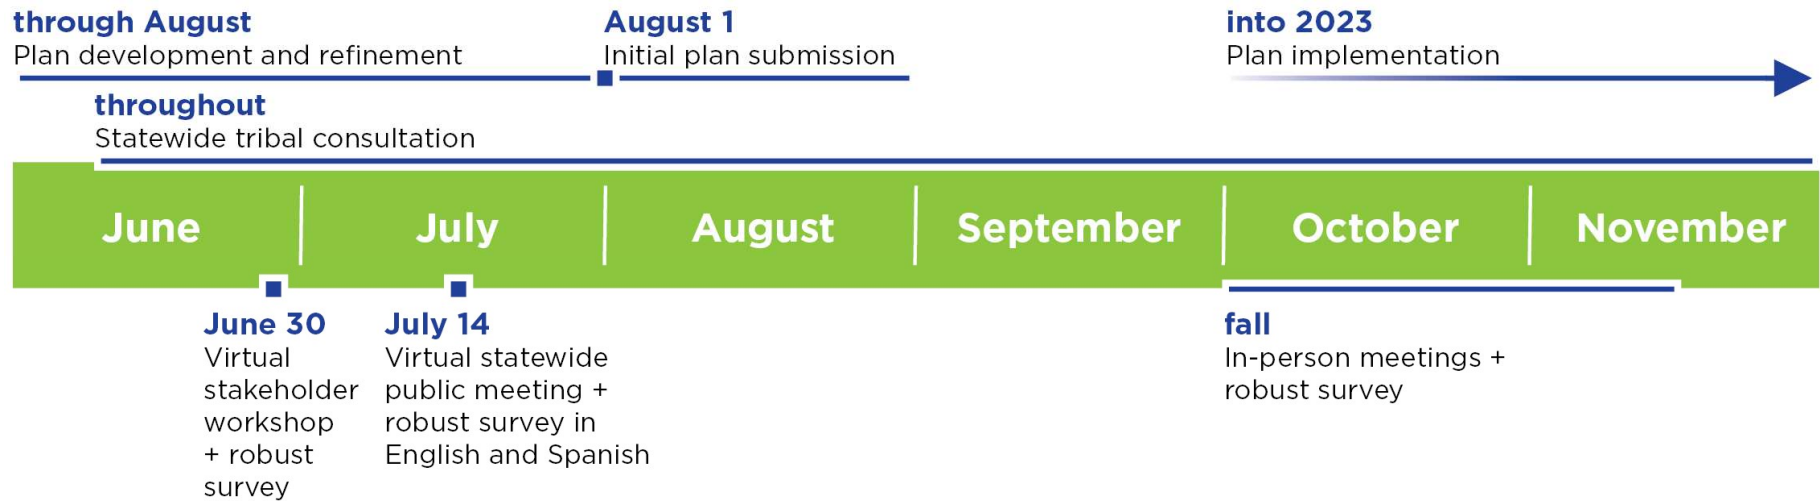 through August
Plan development and refinement
August 1
Initial plan submission
into 2023
Plan implementation
throughout
Statewide tribal consultation
June
July
August
September
October
November
June 30
Virtual
stakeholder
workshop
+ robust
survey
July 14
Virtual statewide
public meeting +
robust survey in
English and Spanish
fall
In-person meetings +
robust survey